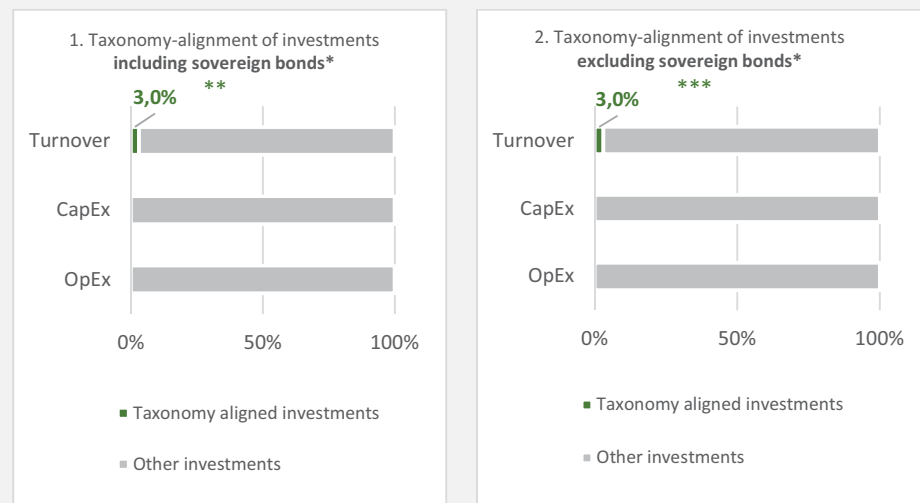 1. Taxonomy-alignment of investments
including sovereign bonds*
**
3,0%
Turnover
CapEx
OpEx
0%
50%
100%
Taxonomy aligned investments
Other investments
2. Taxonomy-alignment of investments
excluding sovereign bonds*
***
3,0%
Turnover
CapEx
OpEx
0%
50%
100%
Taxonomy aligned investments
Other investments